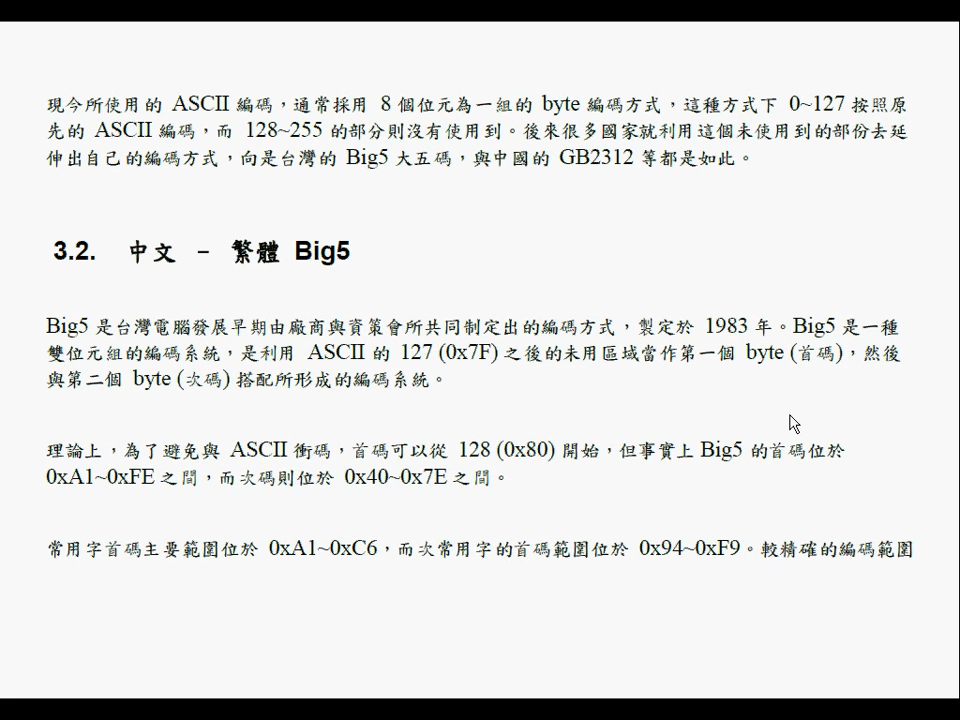 現今所使用的 ASCII 編碼，通常採用 8 個位元為一組的 byte 編碼方式，這種方式下 0~127 按照原
先的 ASCII 編碼，而 128~255 的部分則沒有使用到。後來很多國家就利用這個未使用到的部份去延
伸出自己的編碼方式，向是台灣的 Big5 大五碼，與中國的 GB2312 等都是如此。
3.2. 中文 － 繁體 Big5
Big5 是台灣電腦發展早期由廠商與資策會所共同制定出的編碼方式，製定於 1983 年。Big5 是一種
雙位元組的編碼系統，是利用 ASCII 的 127 (0x7F) 之後的未用區域當作第一個 byte (首碼)，然後
與第二個 byte (次碼) 搭配所形成的編碼系統。
理論上，為了避免與 ASCII 衝碼，首碼可以從 128 (0x80) 開始，但事實上 Big5 的首碼位於
0xA1~0xFE 之間，而次碼則位於 0x40~0x7E 之間。
常用字首碼主要範圍位於 0xA1~0xC6，而次常用字的首碼範圍位於 0x94~0xF9。較精確的編碼範圍